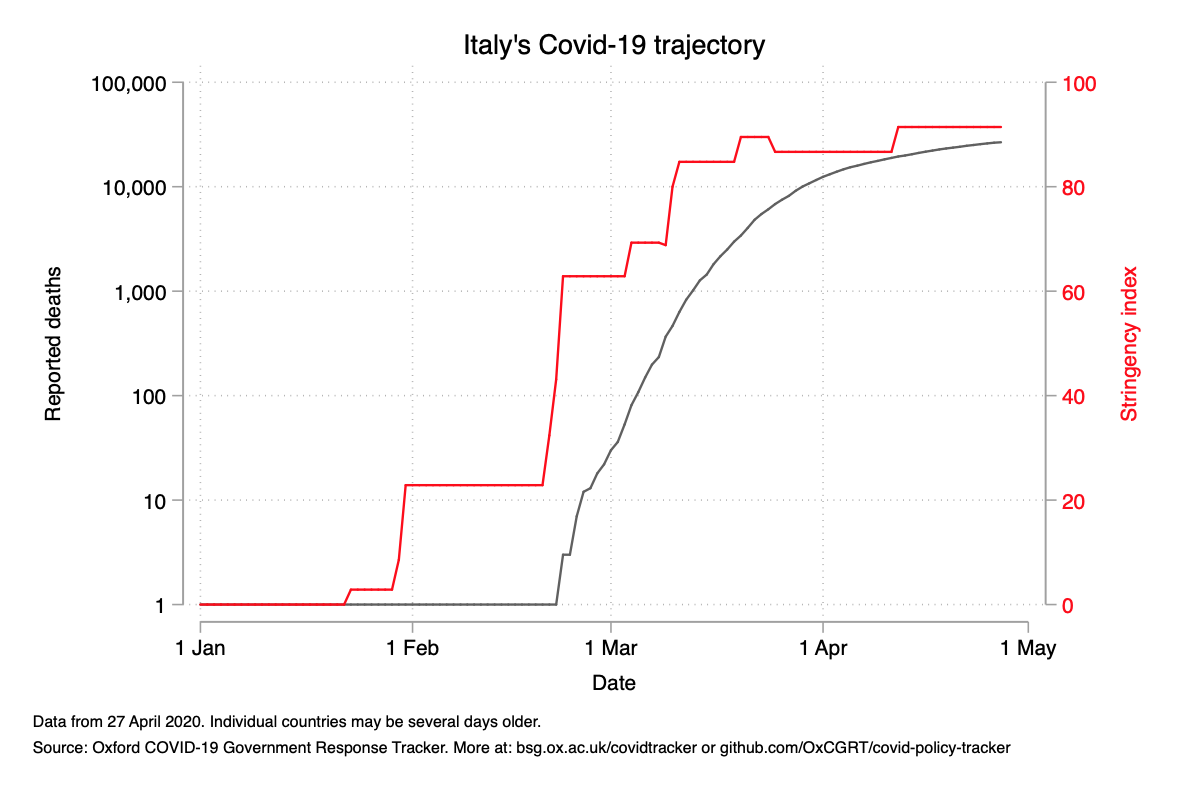 Italy's Covid-19 trajectory
100,000
10,000
1,000
100
10
1
Reported deaths
100
80
60
40
20
0
Stringency index
1 Jan
1 Feb
1 Mar
1 Apr
1 May
Date
Data from 27 April 2020. Individual countries may be several days older.
Source: Oxford COVID-19 Government Response Tracker. More at: bsg.ox.ac.uk/covidtracker or github.com/OxCGRT/covid-policy-tracker